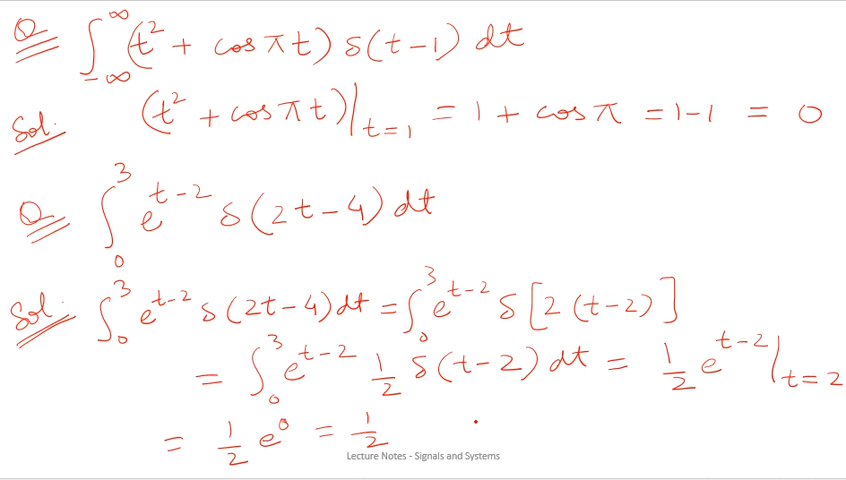 Q ∫_{-∞}^{∞} (t² + cos πt) δ(t-1) dt
Sol. (t² + cos πt)|_{t=1} = 1 + cos π = 1-1 = 0
Q ∫_0^3 e^{t-2} δ(2t-4) dt
Sol. ∫_0^3 e^{t-2} δ(2t-4) dt = ∫_0^3 e^{t-2} δ[2(t-2)]
= ∫_0^3 e^{t-2} 1/2 δ(t-2) dt = 1/2 e^{t-2}|_{t=2}
= 1/2 e^0 = 1/2
Lecture Notes - Signals and Systems